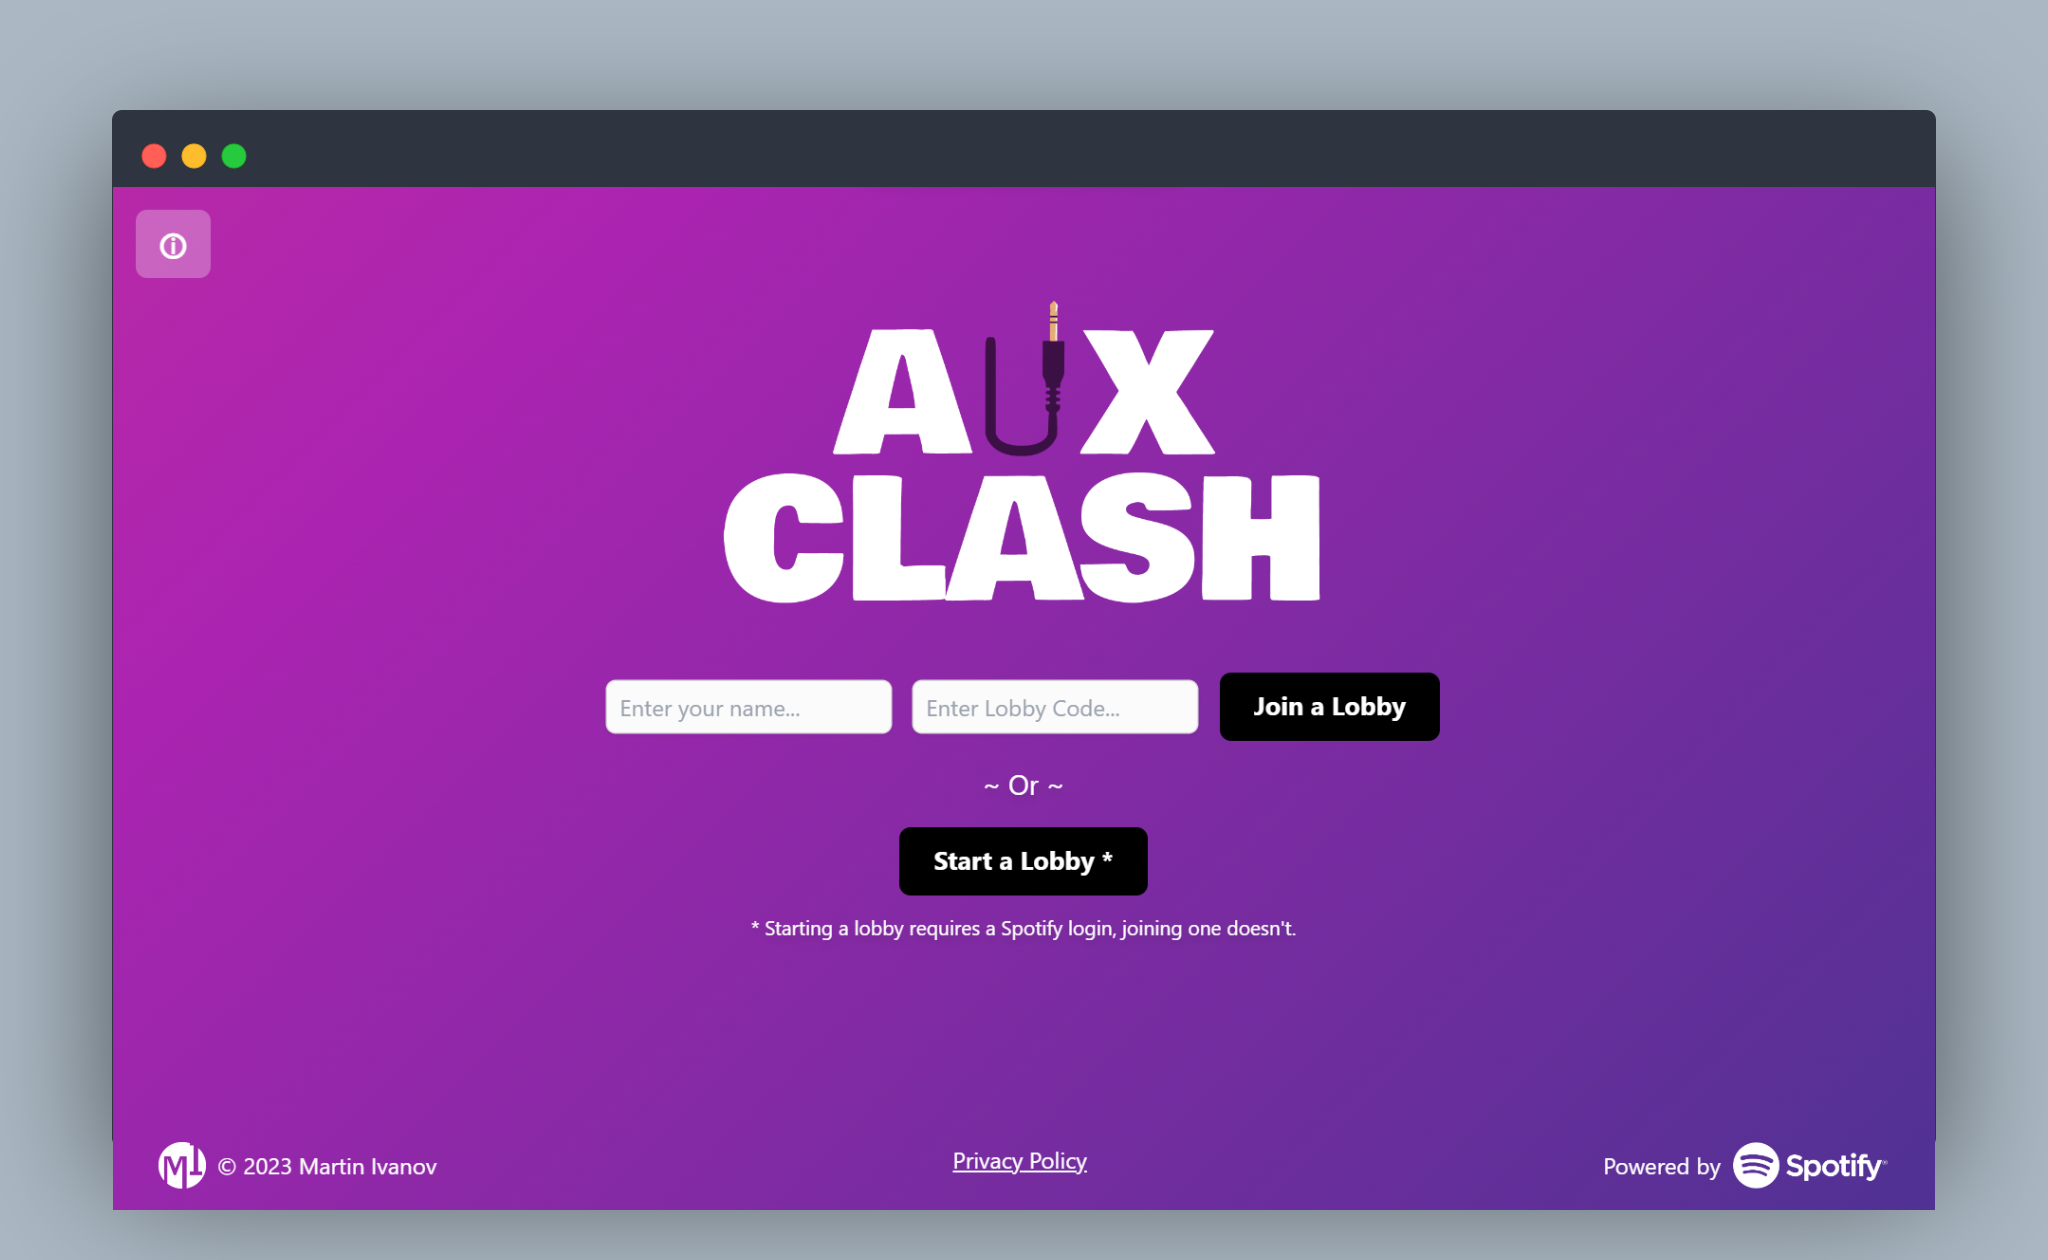 AUX
CLASH
Enter your name...
Enter Lobby Code...
Join a Lobby
~ Or ~
Start a Lobby *
* Starting a lobby requires a Spotify login, joining one doesn't.
MI
© 2023 Martin Ivanov
Privacy Policy
Powered by Spotify